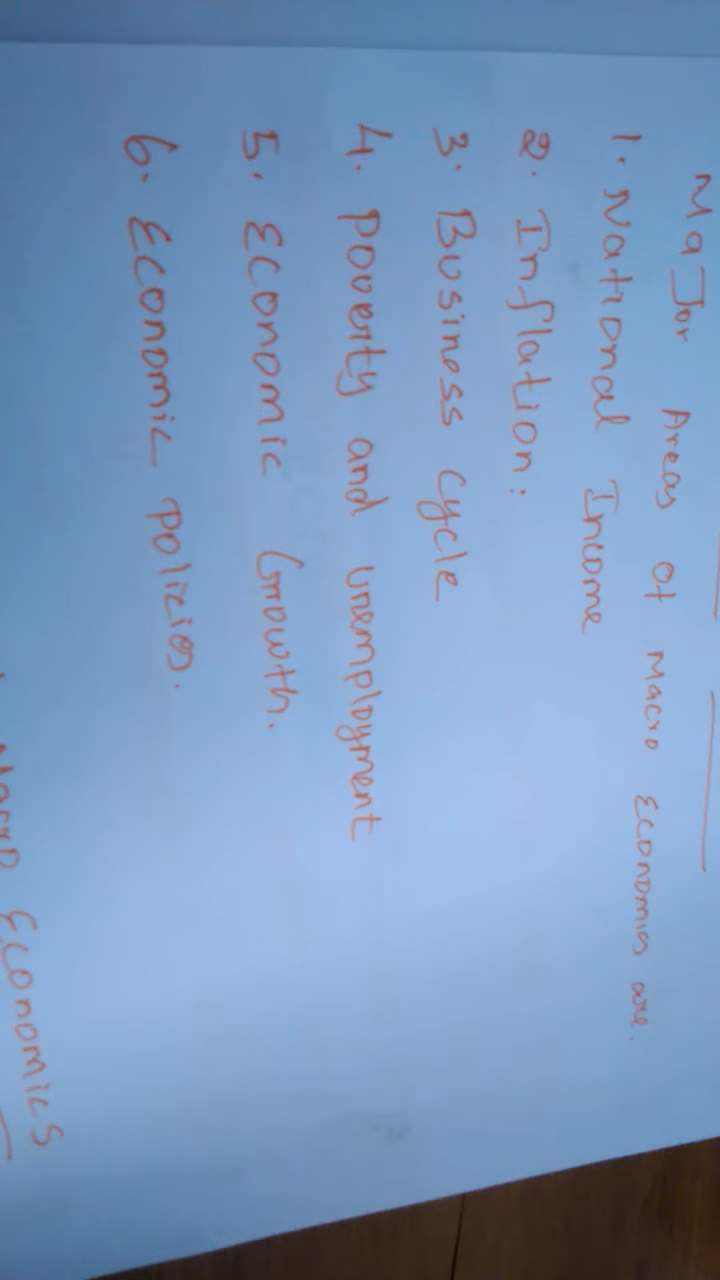 Major Areas of Macro Economics are.
1. National Income
2. Inflation:
3. Business cycle
4. Poverty and Unemployment
5. Economic Growth.
6. Economic policies.
Economics